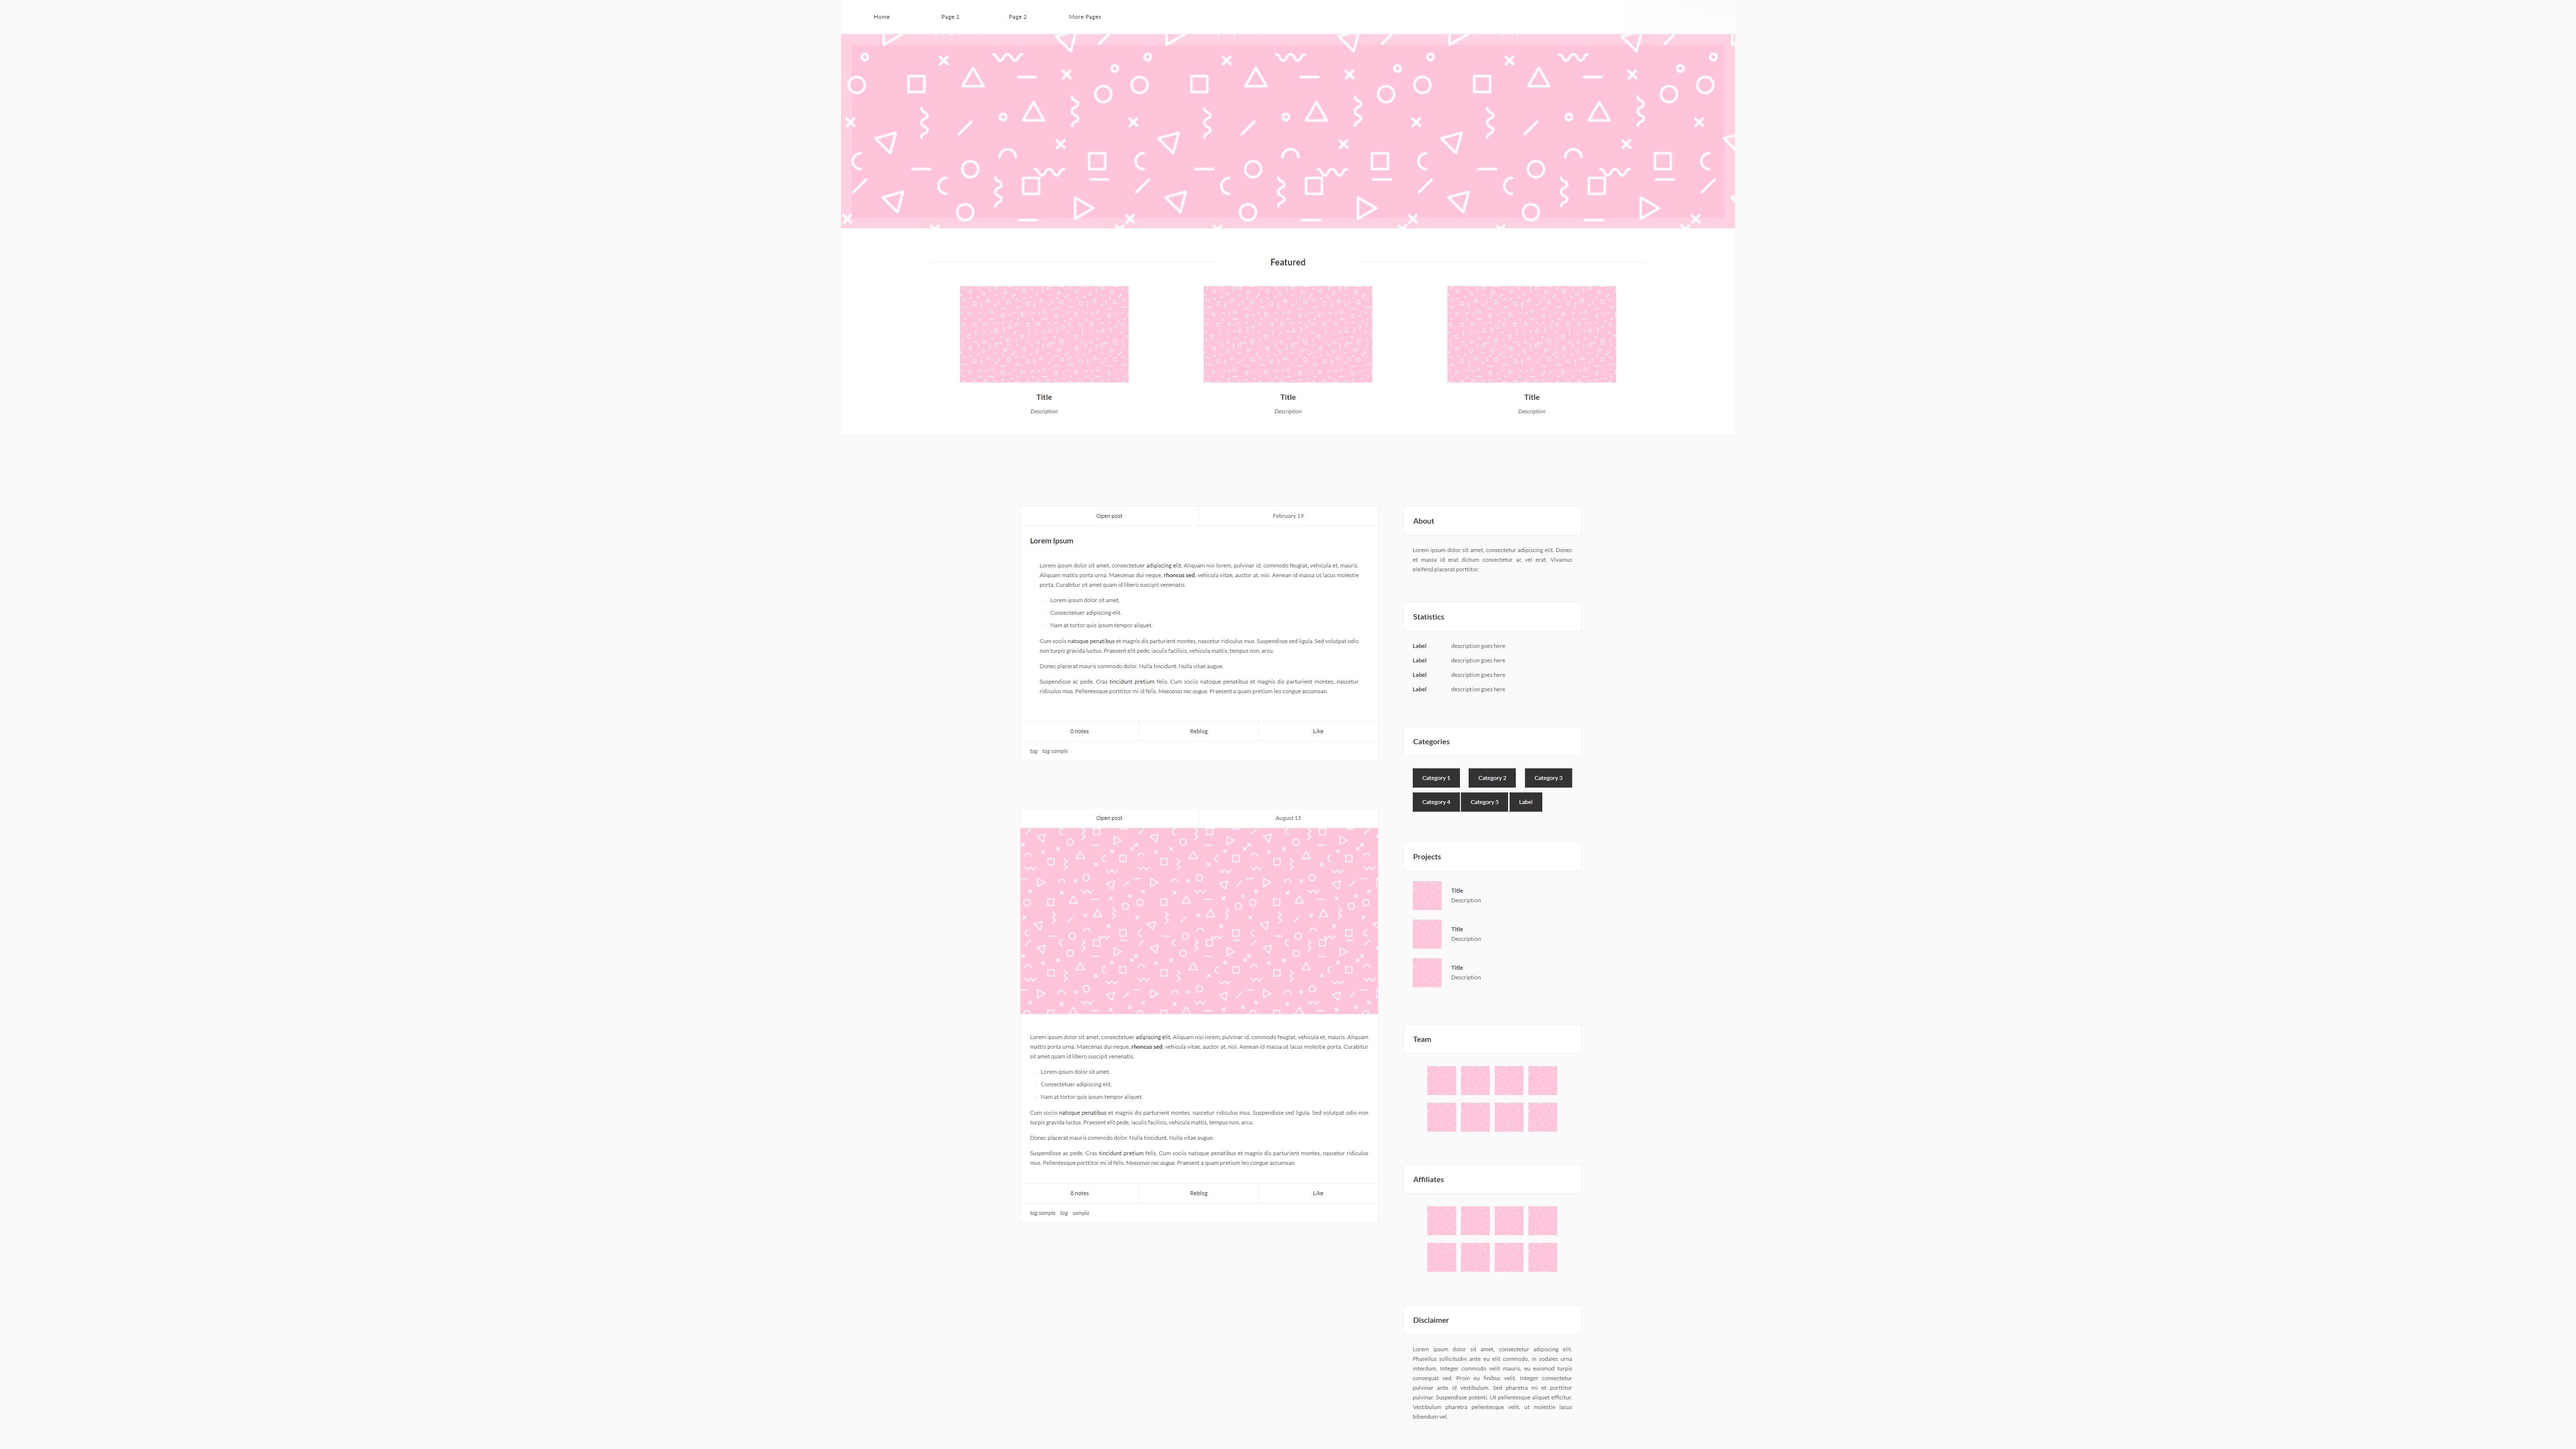 Home
Page 1
Page 2
More Pages
Featured
Title
Description
Title
Description
Title
Description
Open post
February 19
Lorem Ipsum
Lorem ipsum dolor sit amet, consectetuer adipiscing elit. Aliquam nisi lorem, pulvinar id, commodo feugiat, vehicula et, mauris.
Aliquam mattis porta urna. Maecenas dui neque, rhoncus sed, vehicula vitae, auctor at, nisi. Aenean id massa ut lacus molestie
porta. Curabitur sit amet quam id libero suscipit venenatis.
Lorem ipsum dolor sit amet.
Consectetuer adipiscing elit.
Nam at tortor quis ipsum tempor aliquet.
Cum sociis natoque penatibus et magnis dis parturient montes, nascetur ridiculus mus. Suspendisse sed ligula. Sed volutpat odio
non turpis gravida luctus. Praesent elit pede, iaculis facilisis, vehicula mattis, tempus non, arcu.
Donec placerat mauris commodo dolor. Nulla tincidunt. Nulla vitae augue.
Suspendisse ac pede. Cras tincidunt pretium felis. Cum sociis natoque penatibus et magnis dis parturient montes, nascetur
ridiculus mus. Pellentesque porttitor mi id felis. Maecenas nec augue. Praesent a quam pretium leo congue accumsan.
0 notes
Reblog
Like
tag tag sample
Open post
August 13
Lorem ipsum dolor sit amet, consectetuer adipiscing elit. Aliquam nisi lorem, pulvinar id, commodo feugiat, vehicula et, mauris. Aliquam
mattis porta urna. Maecenas dui neque, rhoncus sed, vehicula vitae, auctor at, nisi. Aenean id massa ut lacus molestie porta. Curabitur
sit amet quam id libero suscipit venenatis.
Lorem ipsum dolor sit amet.
Consectetuer adipiscing elit.
Nam at tortor quis ipsum tempor aliquet.
Cum sociis natoque penatibus et magnis dis parturient montes, nascetur ridiculus mus. Suspendisse sed ligula. Sed volutpat odio non
turpis gravida luctus. Praesent elit pede, iaculis facilisis, vehicula mattis, tempus non, arcu.
Donec placerat mauris commodo dolor. Nulla tincidunt. Nulla vitae augue.
Suspendisse ac pede. Cras tincidunt pretium felis. Cum sociis natoque penatibus et magnis dis parturient montes, nascetur ridiculus
mus. Pellentesque porttitor mi id felis. Maecenas nec augue. Praesent a quam pretium leo congue accumsan.
8 notes
Reblog
Like
tag sample tag sample
About
Lorem ipsum dolor sit amet, consectetur adipiscing elit. Donec
et massa id erat dictum consectetur ac vel erat. Vivamus
eleifend placerat porttitor.
Statistics
Label description goes here
Label description goes here
Label description goes here
Label description goes here
Categories
Category 1
Category 2
Category 3
Category 4
Category 5
Label
Projects
Title
Description
Title
Description
Title
Description
Team
Affiliates
Disclaimer
Lorem ipsum dolor sit amet, consectetur adipiscing elit.
Phasellus sollicitudin ante eu elit commodo, in sodales urna
interdum. Integer commodo velit mauris, eu euismod turpis
consequat sed. Proin eu finibus velit. Integer consectetur
pulvinar ante id vestibulum. Sed pharetra mi et porttitor
pulvinar. Suspendisse potenti. Ut pellentesque aliquet efficitur.
Vestibulum pharetra pellentesque velit, ut molestie lacus
bibendum vel.